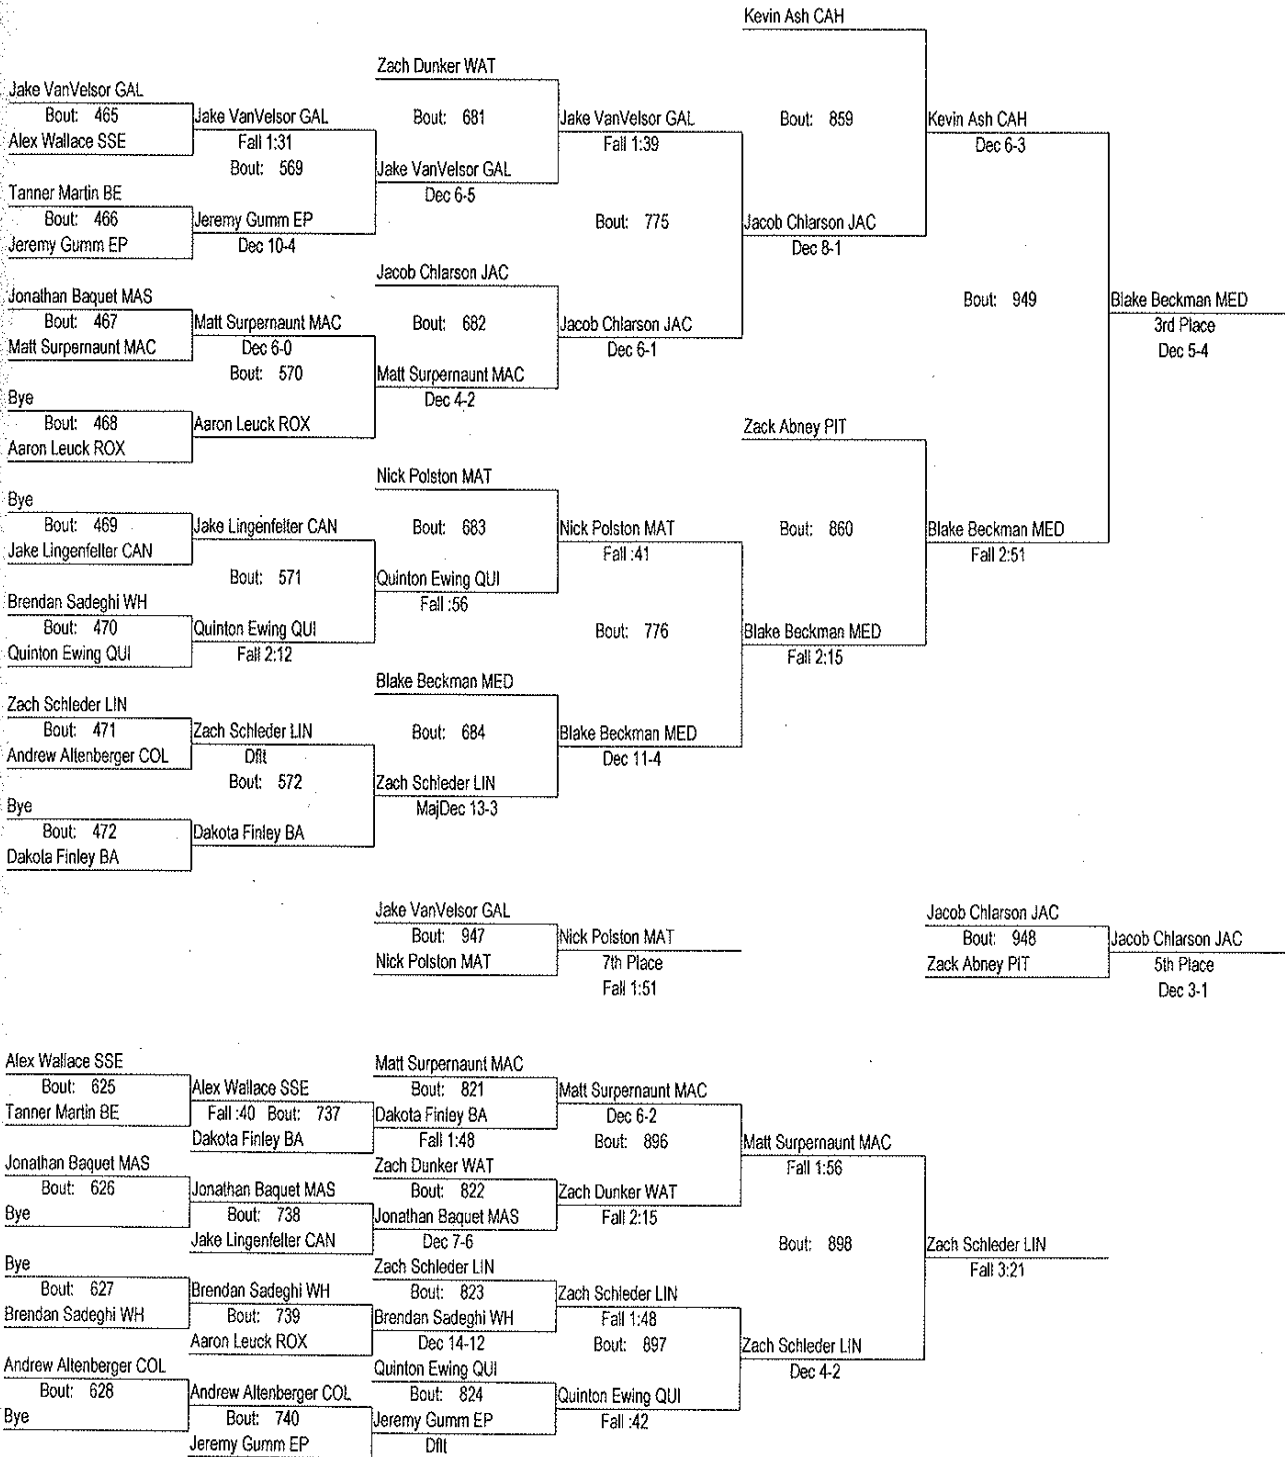 Kevin Ash CAH
Zach Dunker WAT
Jake VanVelsor GAL
Bout: 465
Alex Wallace SSE
Jake VanVelsor GAL
Fall 1:31
Bout: 569
Bout: 681
Jake VanVelsor GAL
Fall 1:39
Bout: 859
Kevin Ash CAH
Dec 6-3
Jake VanVelsor GAL
Dec 6-5
Tanner Martin BE
Bout: 466
Jeremy Gumm EP
Jeremy Gumm EP
Dec 10-4
Bout: 775
Jacob Chlarson JAC
Dec 8-1
Jacob Chlarson JAC
Jonathan Baquet MAS
Bout: 467
Matt Surpernaunt MAC
Matt Surpernaunt MAC
Dec 6-0
Bout: 570
Bout: 682
Jacob Chlarson JAC
Dec 6-1
Bout: 949
Blake Beckman MED
3rd Place
Dec 5-4
Matt Surpernaunt MAC
Dec 4-2
Bye
Bout: 468
Aaron Leuck ROX
Aaron Leuck ROX
Zack Abney PIT
Nick Polston MAT
Bye
Bout: 469
Jake Lingenfelter CAN
Jake Lingenfelter CAN
Bout: 683
Nick Polston MAT
Fall :41
Bout: 860
Blake Beckman MED
Fall 2:51
Bout: 571
Quinton Ewing QUI
Fall :56
Brendan Sadeghi WH
Bout: 470
Quinton Ewing QUI
Quinton Ewing QUI
Fall 2:12
Bout: 776
Blake Beckman MED
Fall 2:15
Blake Beckman MED
Zach Schleder LIN
Bout: 471
Andrew Altenberger COL
Zach Schleder LIN
Dflt
Bout: 572
Bout: 684
Blake Beckman MED
Dec 11-4
Zach Schleder LIN
MajDec 13-3
Bye
Bout: 472
Dakota Finley BA
Dakota Finley BA
Jake VanVelsor GAL
Bout: 947
Nick Polston MAT
Nick Polston MAT
7th Place
Fall 1:51
Jacob Chlarson JAC
Bout: 948
Zack Abney PIT
Jacob Chlarson JAC
5th Place
Dec 3-1
Alex Wallace SSE
Bout: 625
Tanner Martin BE
Alex Wallace SSE
Fall :40 Bout: 737
Dakota Finley BA
Matt Surpernaunt MAC
Bout: 821
Dakota Finley BA
Fall 1:48
Matt Surpernaunt MAC
Dec 6-2
Bout: 896
Matt Surpernaunt MAC
Fall 1:56
Jonathan Baquet MAS
Bout: 626
Bye
Jonathan Baquet MAS
Bout: 738
Jake Lingenfelter CAN
Zach Dunker WAT
Bout: 822
Jonathan Baquet MAS
Dec 7-6
Zach Dunker WAT
Fall 2:15
Bout: 898
Zach Schleder LIN
Fall 3:21
Bye
Bout: 627
Brendan Sadeghi WH
Brendan Sadeghi WH
Bout: 739
Aaron Leuck ROX
Zach Schleder LIN
Bout: 823
Brendan Sadeghi WH
Dec 14-12
Zach Schleder LIN
Fall 1:48
Bout: 897
Zach Schleder LIN
Dec 4-2
Andrew Altenberger COL
Bout: 628
Bye
Andrew Altenberger COL
Bout: 740
Jeremy Gumm EP
Quinton Ewing QUI
Bout: 824
Jeremy Gumm EP
Dflt
Quinton Ewing QUI
Fall :42